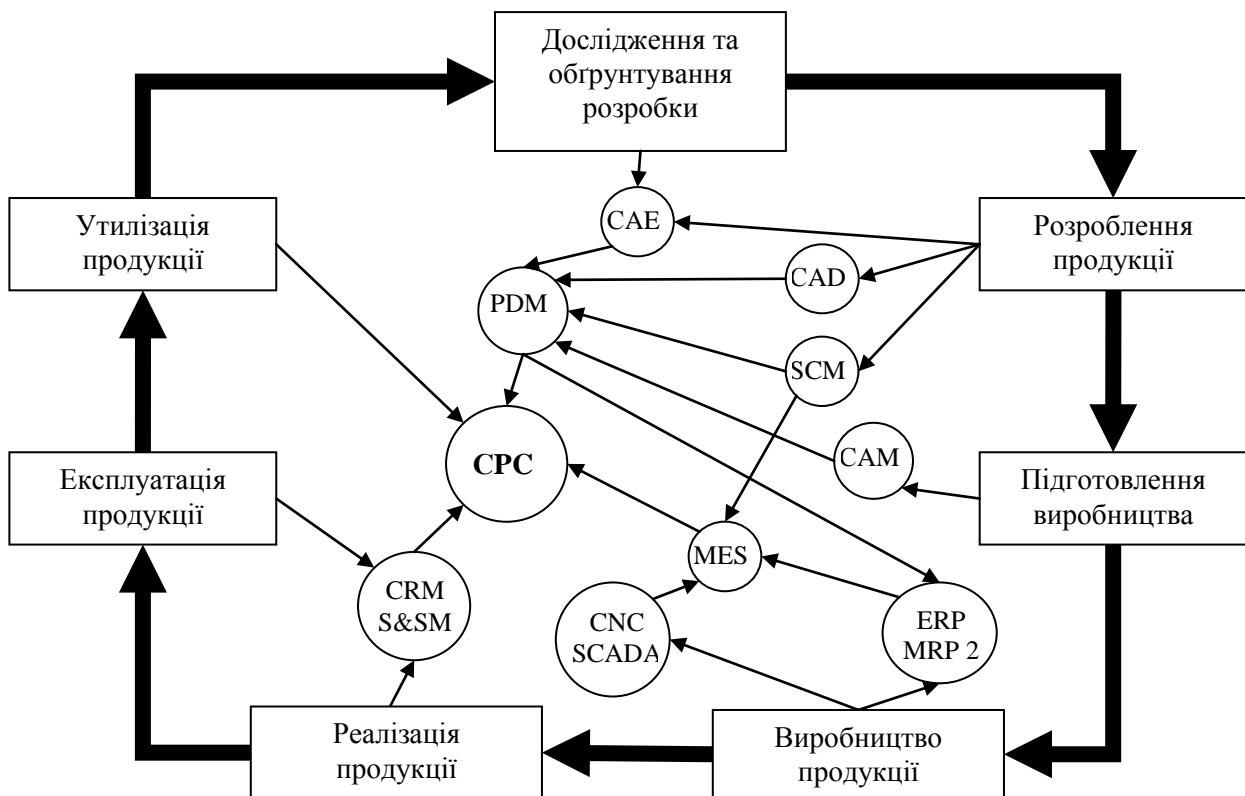 Дослідження та
обґрунтування
розробки
Утилізація
продукції
CAE
Розроблення
продукції
CAD
PDM
SCM
CPC
CAM
Експлуатація
продукції
Підготовлення
виробництва
MES
CRM
S&SM
CNC
SCADA
ERP
MRP 2
Реалізація
продукції
Виробництво
продукції